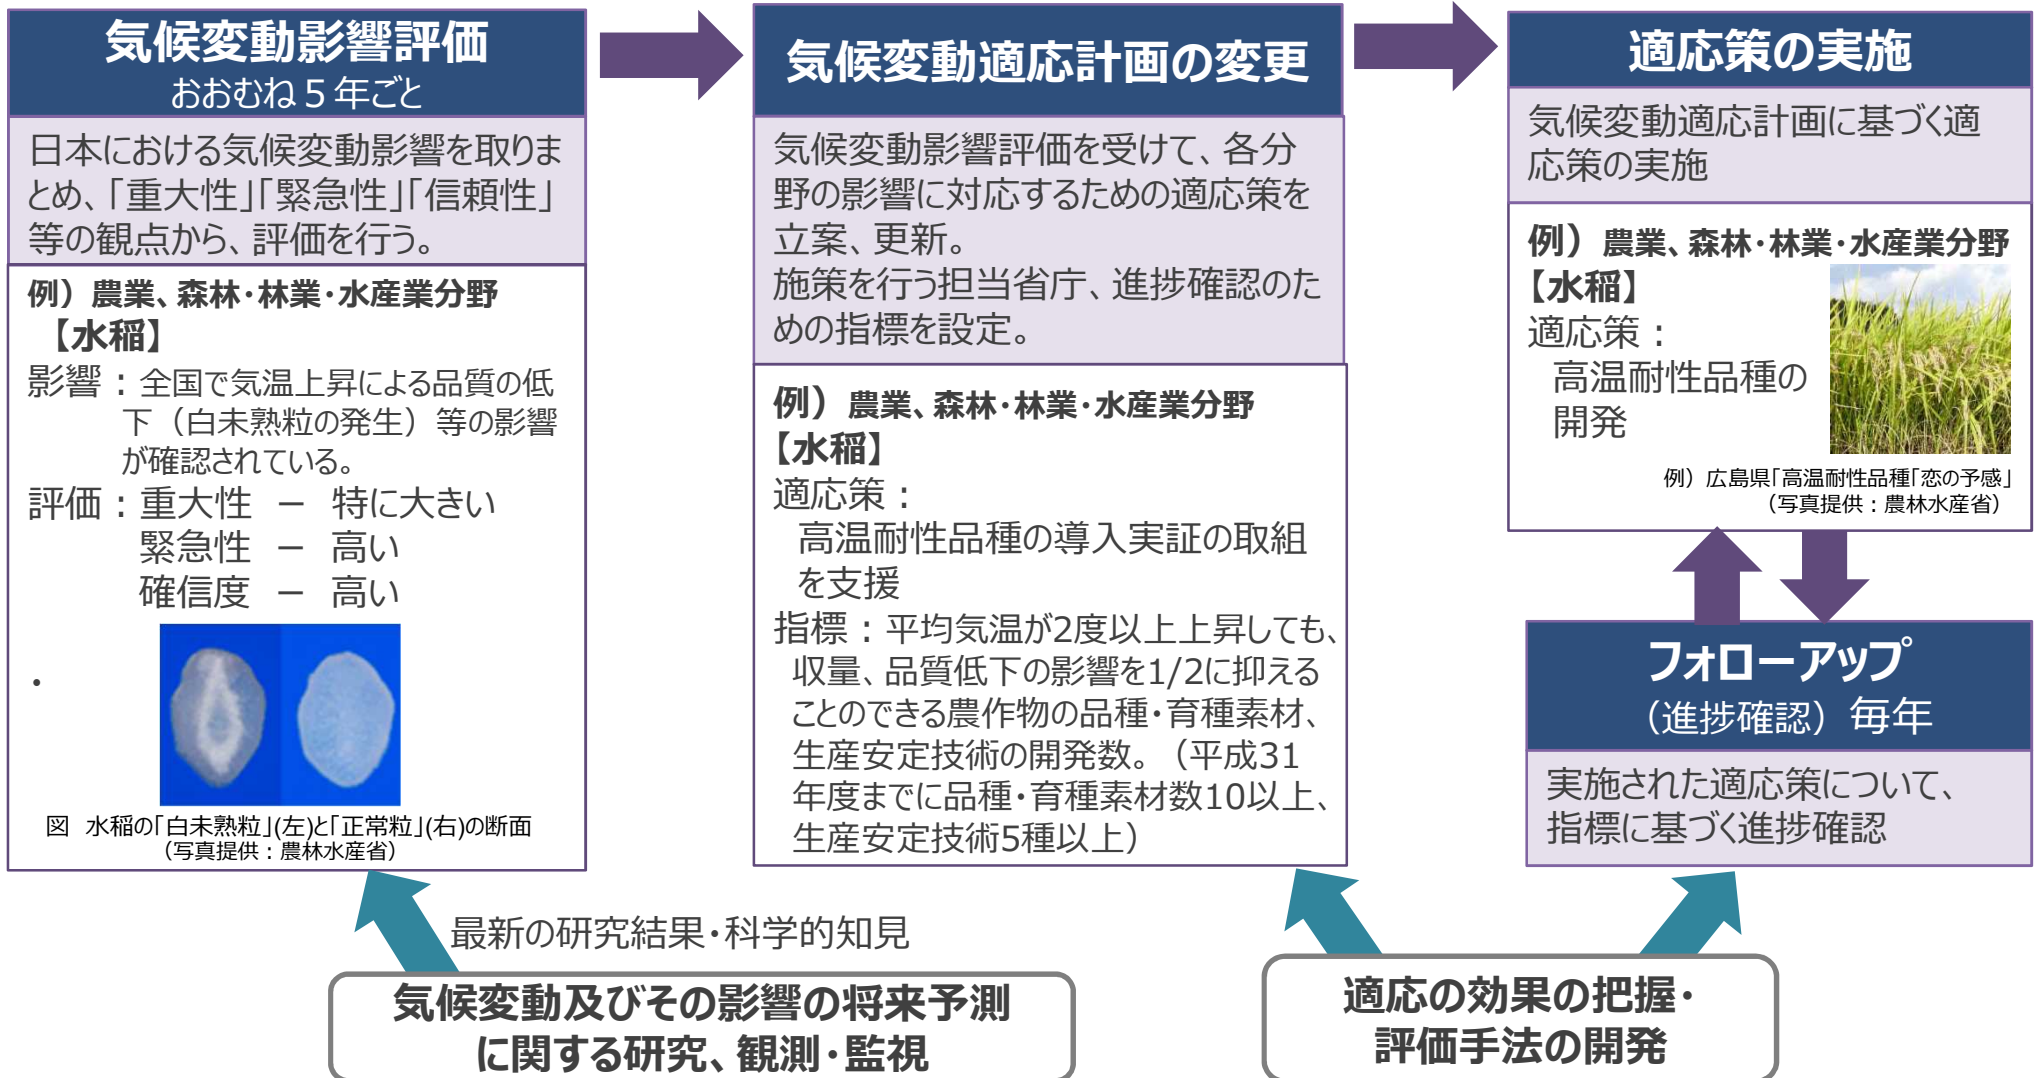 気候変動影響評価
おおむね５年ごと
日本における気候変動影響を取りま
とめ、「重大性」「緊急性」「信頼性」
等の観点から、評価を行う。
例）農業、森林・林業・水産業分野
【水稲】
影響：全国で気温上昇による品質の低
下（白未熟粒の発生）等の影響
が確認されている。
評価：重大性 － 特に大きい
緊急性 － 高い
確信度 － 高い
・
図 水稲の「白未熟粒」(左)と「正常粒」(右)の断面
（写真提供：農林水産省）
気候変動適応計画の変更
気候変動影響評価を受けて、各分
野の影響に対応するための適応策を
立案、更新。
施策を行う担当省庁、進捗確認のた
めの指標を設定。
例）農業、森林・林業・水産業分野
【水稲】
適応策：
高温耐性品種の導入実証の取組
を支援
指標：平均気温が2度以上上昇しても、
収量、品質低下の影響を1/2に抑える
ことのできる農作物の品種・育種素材、
生産安定技術の開発数。（平成31
年度までに品種・育種素材数10以上、
生産安定技術5種以上）
適応策の実施
気候変動適応計画に基づく適
応策の実施
例）農業、森林・林業・水産業分野
【水稲】
適応策：
高温耐性品種の
開発
例）広島県「高温耐性品種「恋の予感」
（写真提供：農林水産省）
フォローアップ
（進捗確認）毎年
実施された適応策について、
指標に基づく進捗確認
最新の研究結果・科学的知見
気候変動及びその影響の将来予測
に関する研究、観測・監視
適応の効果の把握・
評価手法の開発